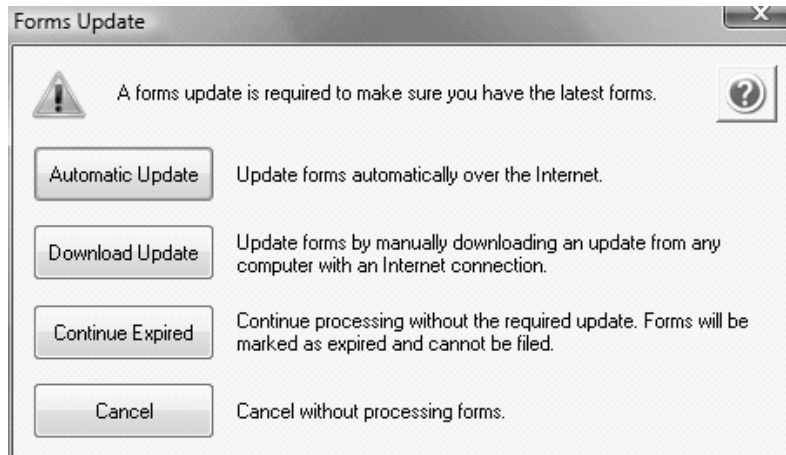 Forms Update
A forms update is required to make sure you have the latest forms.
Automatic Update
Update forms automatically over the Internet.
Download Update
Update forms by manually downloading an update from any
computer with an Internet connection.
Continue Expired
Continue processing without the required update. Forms will be
marked as expired and cannot be filed.
Cancel
Cancel without processing forms.